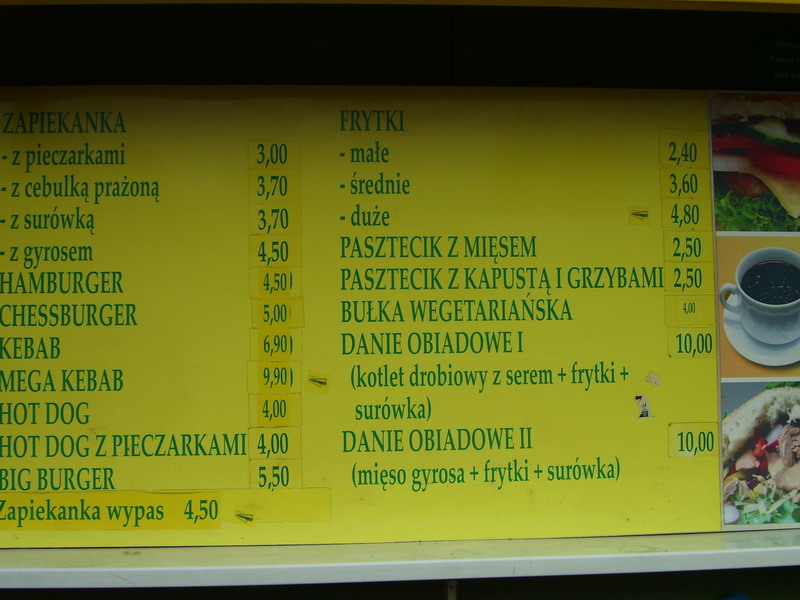 ZAPIEKANKA
- z pieczarkami 3,00
- z cebulką prażoną 3,70
- z surówką 3,70
- z gyrosem 4,50
HAMBURGER 4,50
CHESSBURGER 5,00
KEBAB 6,90
MEGA KEBAB 9,90
HOT DOG 4,00
HOT DOG Z PIECZARKAMI 4,00
BIG BURGER 5,50
Zapiekanka wypas 4,50
FRYTKI
- małe 2,40
- średnie 3,60
- duże 4,80
PASZTECIK Z MIĘSEM 2,50
PASZTECIK Z KAPUSTĄ I GRZYBAMI 2,50
BUŁKA WEGETARIAŃSKA 4,00
DANIE OBIADOWE I 10,00
(kotlet drobiowy z serem + frytki +
surówka)
DANIE OBIADOWE II 10,00
(mięso gyrosa + frytki + surówka)